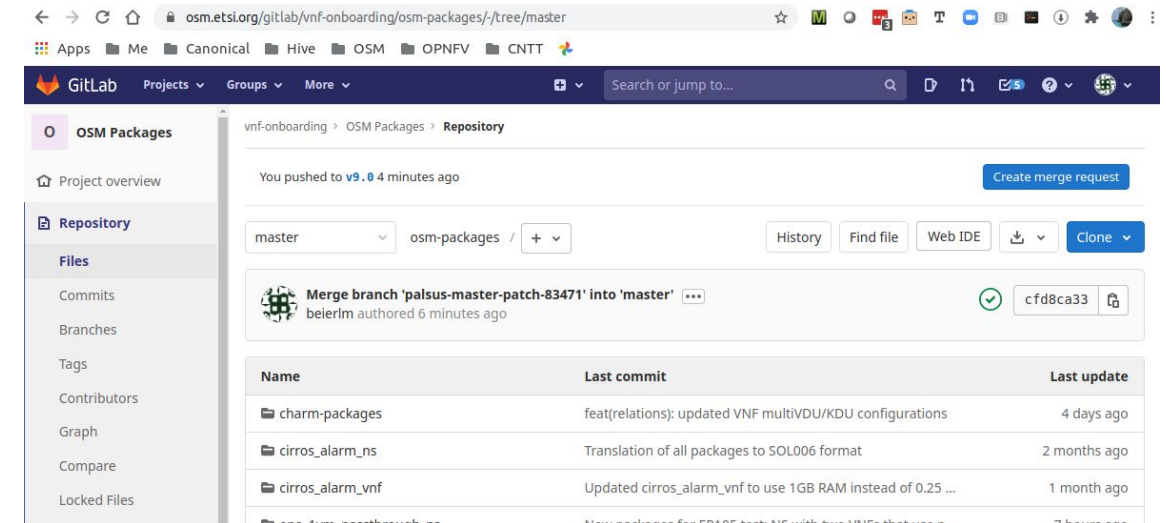 osm.etsi.org/gitlab/vnf-onboarding/osm-packages/-/tree/master
Apps Me Canonical Hive OSM OPNFV CNTT
GitLab Projects Groups More Search or jump to... 5
O OSM Packages
vnf-onboarding > OSM Packages > Repository
Project overview
You pushed to v9.0 4 minutes ago Create merge request
Repository
master osm-packages / + History Find file Web IDE Clone
Files
Merge branch 'palsus-master-patch-83471' into 'master'
beierlm authored 6 minutes ago
cfd8ca33
Commits
Branches
Tags
Contributors
Graph
Compare
Locked Files
Name Last commit Last update
charm-packages feat(relations): updated VNF multiVDU/KDU configurations 4 days ago
cirros_alarm_ns Translation of all packages to SOL006 format 2 months ago
cirros_alarm_vnf Updated cirros_alarm_vnf to use 1GB RAM instead of 0.25 ... 1 month ago